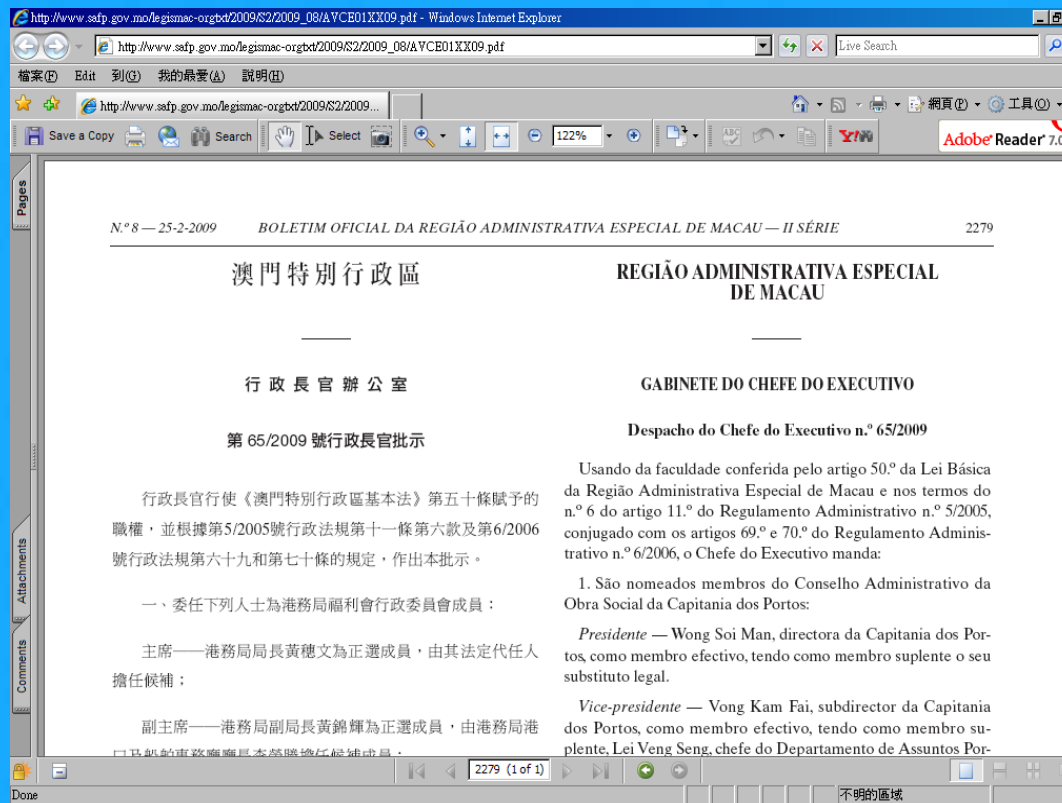 http://www.safp.gov.mo/legismac-orgtxt/2009/S2/2009_08/AVCE01XX09.pdf - Windows Internet Explorer
http://www.safp.gov.mo/legismac-orgtxt/2009/S2/2009_08/AVCE01XX09.pdf
Live Search
檔案(F) Edit 到(G) 我的最愛(A) 說明(H)
http://www.safp.gov.mo/legismac-orgtxt/2009/S2/2009...
網頁(P) 工具(O)
Save a Copy Search Select 122% Y! Adobe Reader 7.0
Pages
Attachments
Comments
N.º 8 — 25-2-2009 BOLETIM OFICIAL DA REGIÃO ADMINISTRATIVA ESPECIAL DE MACAU — II SÉRIE 2279
澳門特別行政區
行政長官辦公室
第 65/2009 號行政長官批示
行政長官行使《澳門特別行政區基本法》第五十條賦予的
職權,並根據第5/2005號行政法規第十一條第六款及第6/2006
號行政法規第六十九和第七十條的規定,作出本批示。
一、委任下列人士為港務局福利會行政委員會成員:
主席——港務局局長黃穗文為正選成員,由其法定代任人
擔任候補;
副主席——港務局副局長黃錦輝為正選成員,由港務局港
口及船舶事務廳廳長李榮勝擔任候補成員;
REGIÃO ADMINISTRATIVA ESPECIAL
DE MACAU
GABINETE DO CHEFE DO EXECUTIVO
Despacho do Chefe do Executivo n.º 65/2009
Usando da faculdade conferida pelo artigo 50.º da Lei Básica
da Região Administrativa Especial de Macau e nos termos do
n.º 6 do artigo 11.º do Regulamento Administrativo n.º 5/2005,
conjugado com os artigos 69.º e 70.º do Regulamento Adminis-
trativo n.º 6/2006, o Chefe do Executivo manda:
1. São nomeados membros do Conselho Administrativo da
Obra Social da Capitania dos Portos:
Presidente — Wong Soi Man, directora da Capitania dos Por-
tos, como membro efectivo, tendo como membro suplente o seu
substituto legal.
Vice-presidente — Vong Kam Fai, subdirector da Capitania
dos Portos, como membro efectivo, tendo como membro su-
plente, Lei Veng Seng, chefe do Departamento de Assuntos Por-
2279 (1 of 1)
Done
不明的區域